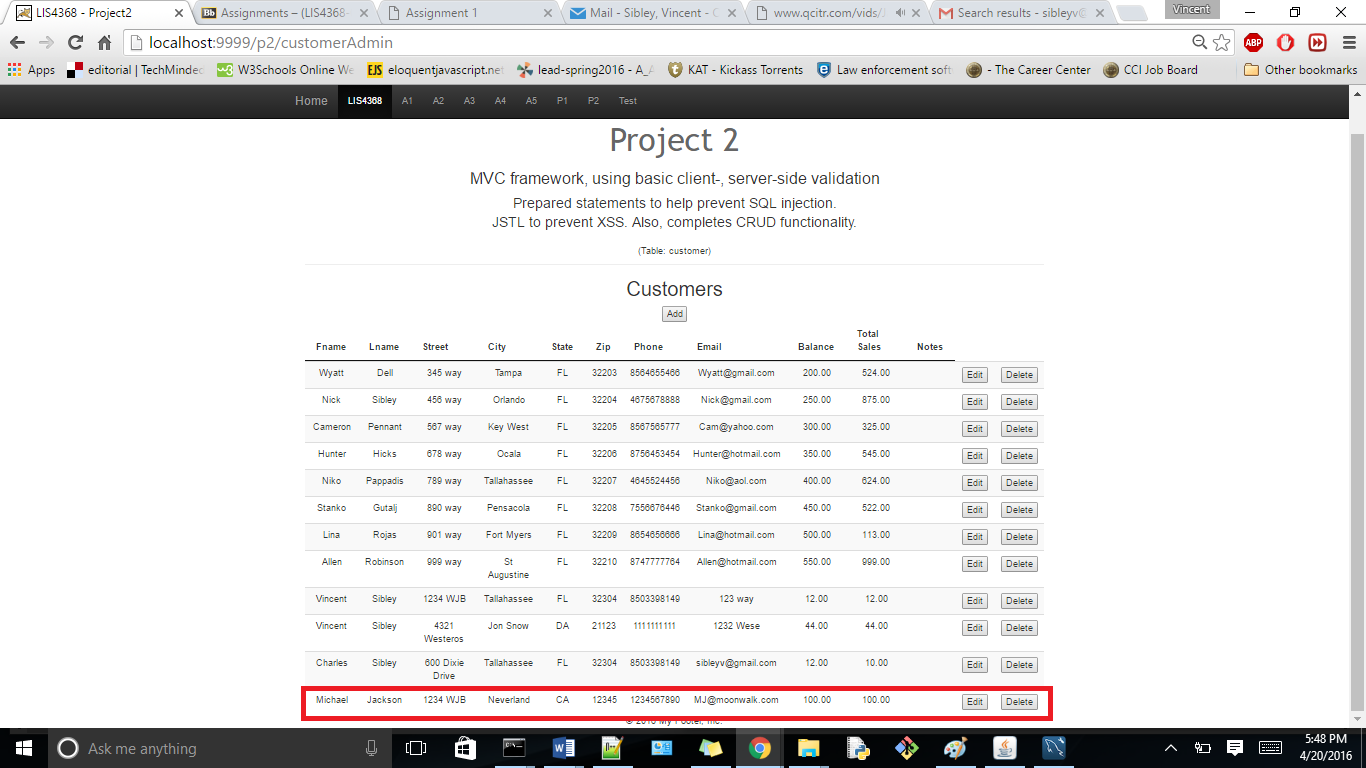 LIS4368 - Project2
Assignments – (LIS4368-
Assignment 1
Mail - Sibley, Vincent - 
www.qcitr.com/vids/
Search results - sibleyv@
Vincent
localhost:9999/p2/customerAdmin
ABP
Apps
editorial | TechMinded
W3Schools Online We
EJS eloquentjavascript.net
lead-spring2016 - A_
KAT - Kickass Torrents
Law enforcement soft
- The Career Center
CCI Job Board
Other bookmarks
Home LIS4368 A1 A2 A3 A4 A5 P1 P2 Test
Project 2
MVC framework, using basic client-, server-side validation
Prepared statements to help prevent SQL injection.
JSTL to prevent XSS. Also, completes CRUD functionality.
(Table: customer)
Customers
Add
Fname Lname Street City State Zip Phone Email Balance Total Sales Notes
Wyatt Dell 345 way Tampa FL 32203 8564655466 Wyatt@gmail.com 200.00 524.00 Edit Delete
Nick Sibley 456 way Orlando FL 32204 4675678888 Nick@gmail.com 250.00 875.00 Edit Delete
Cameron Pennant 567 way Key West FL 32205 8567565777 Cam@yahoo.com 300.00 325.00 Edit Delete
Hunter Hicks 678 way Ocala FL 32206 8756453454 Hunter@hotmail.com 350.00 545.00 Edit Delete
Niko Pappadis 789 way Tallahassee FL 32207 4645524456 Niko@aol.com 400.00 624.00 Edit Delete
Stanko Gutalj 890 way Pensacola FL 32208 7556676446 Stanko@gmail.com 450.00 522.00 Edit Delete
Lina Rojas 901 way Fort Myers FL 32209 8654656666 Lina@hotmail.com 500.00 113.00 Edit Delete
Allen Robinson 999 way St Augustine FL 32210 8747777764 Allen@hotmail.com 550.00 999.00 Edit Delete
Vincent Sibley 1234 WJB Tallahassee FL 32304 8503398149 123 way 12.00 12.00 Edit Delete
Vincent Sibley 4321 Westeros Jon Snow DA 21123 1111111111 1232 Wese 44.00 44.00 Edit Delete
Charles Sibley 600 Dixie Drive Tallahassee FL 32304 8503398149 sibleyv@gmail.com 12.00 10.00 Edit Delete
Michael Jackson 1234 WJB Neverland CA 12345 1234567890 MJ@moonwalk.com 100.00 100.00 Edit Delete
© 2016 My Footer, Inc.
Ask me anything
5:48 PM
4/20/2016